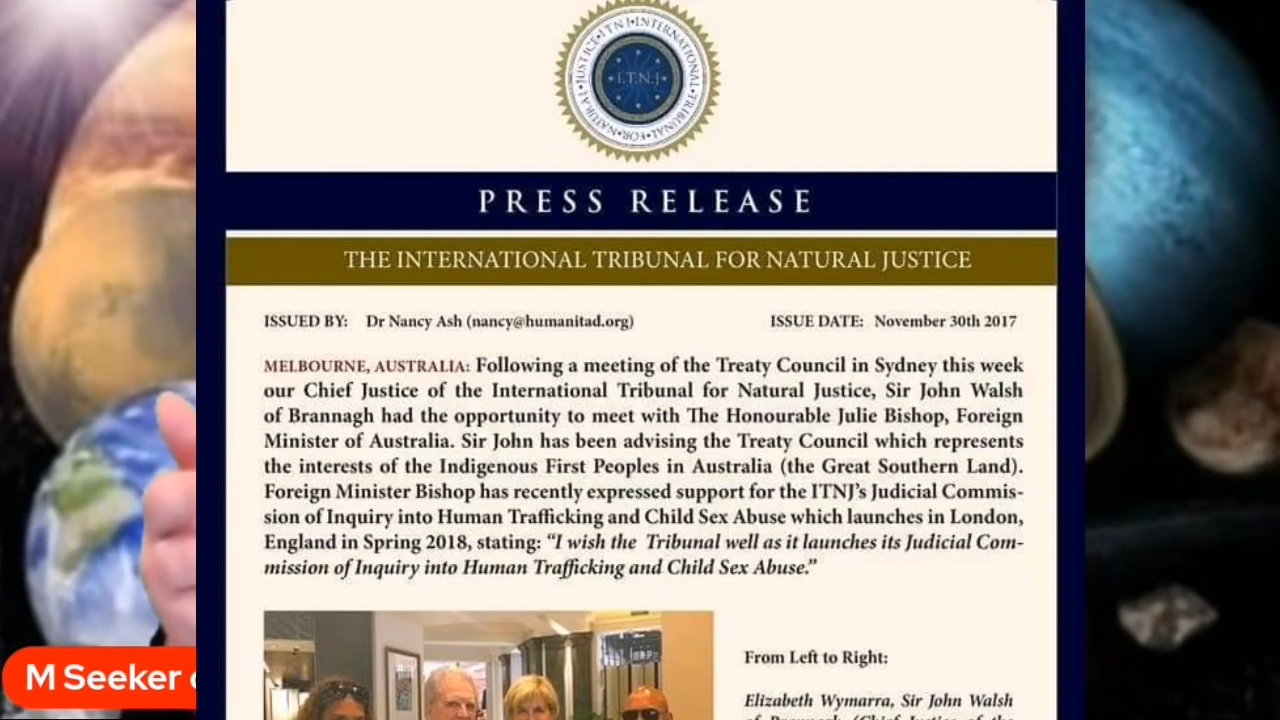 JUSTICE•ITNJ•INTERNATIONAL•TRIBUNAL•FOR•NATURAL
I.T.N.J
PRESS RELEASE
THE INTERNATIONAL TRIBUNAL FOR NATURAL JUSTICE
ISSUED BY: Dr Nancy Ash (nancy@humanitad.org)
ISSUE DATE: November 30th 2017
MELBOURNE, AUSTRALIA: Following a meeting of the Treaty Council in Sydney this week
our Chief Justice of the International Tribunal for Natural Justice, Sir John Walsh
of Brannagh had the opportunity to meet with The Honourable Julie Bishop, Foreign
Minister of Australia. Sir John has been advising the Treaty Council which represents
the interests of the Indigenous First Peoples in Australia (the Great Southern Land).
Foreign Minister Bishop has recently expressed support for the ITNJ's Judicial Commis-
sion of Inquiry into Human Trafficking and Child Sex Abuse which launches in London,
England in Spring 2018, stating: "I wish the Tribunal well as it launches its Judicial Com-
mission of Inquiry into Human Trafficking and Child Sex Abuse."
From Left to Right:
Elizabeth Wymarra, Sir John Walsh
M Seeker